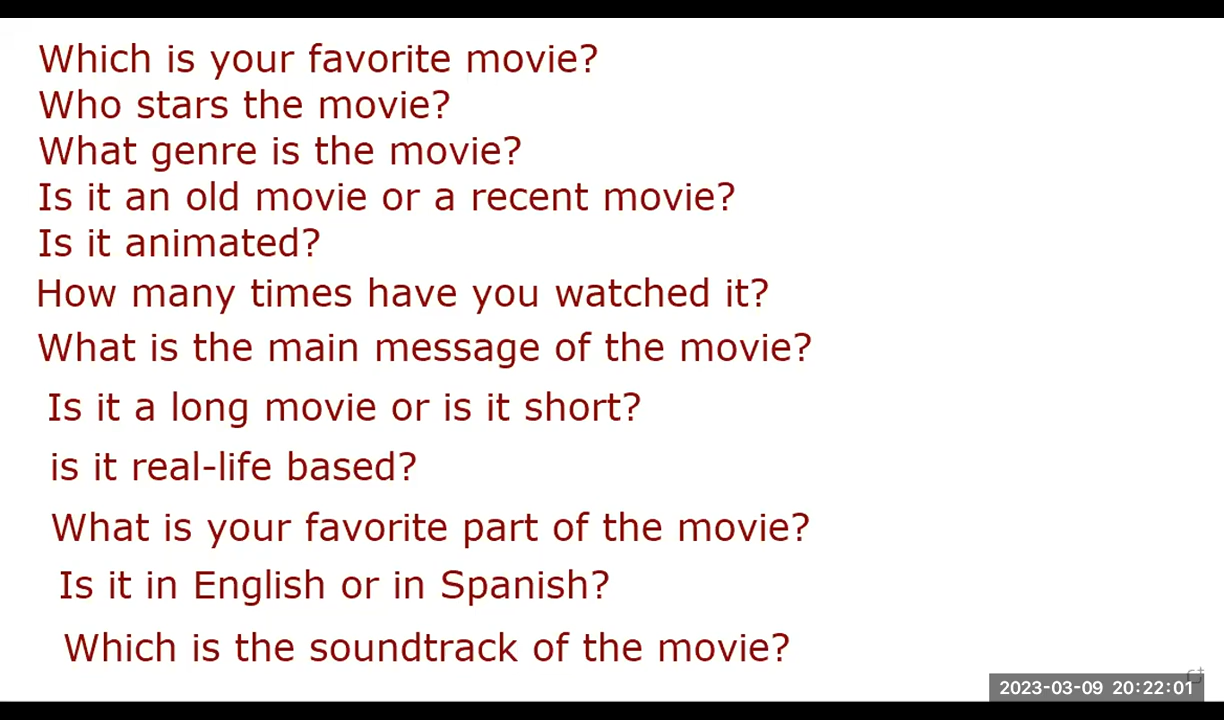 Which is your favorite movie?
Who stars the movie?
What genre is the movie?
Is it an old movie or a recent movie?
Is it animated?
How many times have you watched it?
What is the main message of the movie?
Is it a long movie or is it short?
is it real-life based?
What is your favorite part of the movie?
Is it in English or in Spanish?
Which is the soundtrack of the movie?
2023-03-09 20:22:01